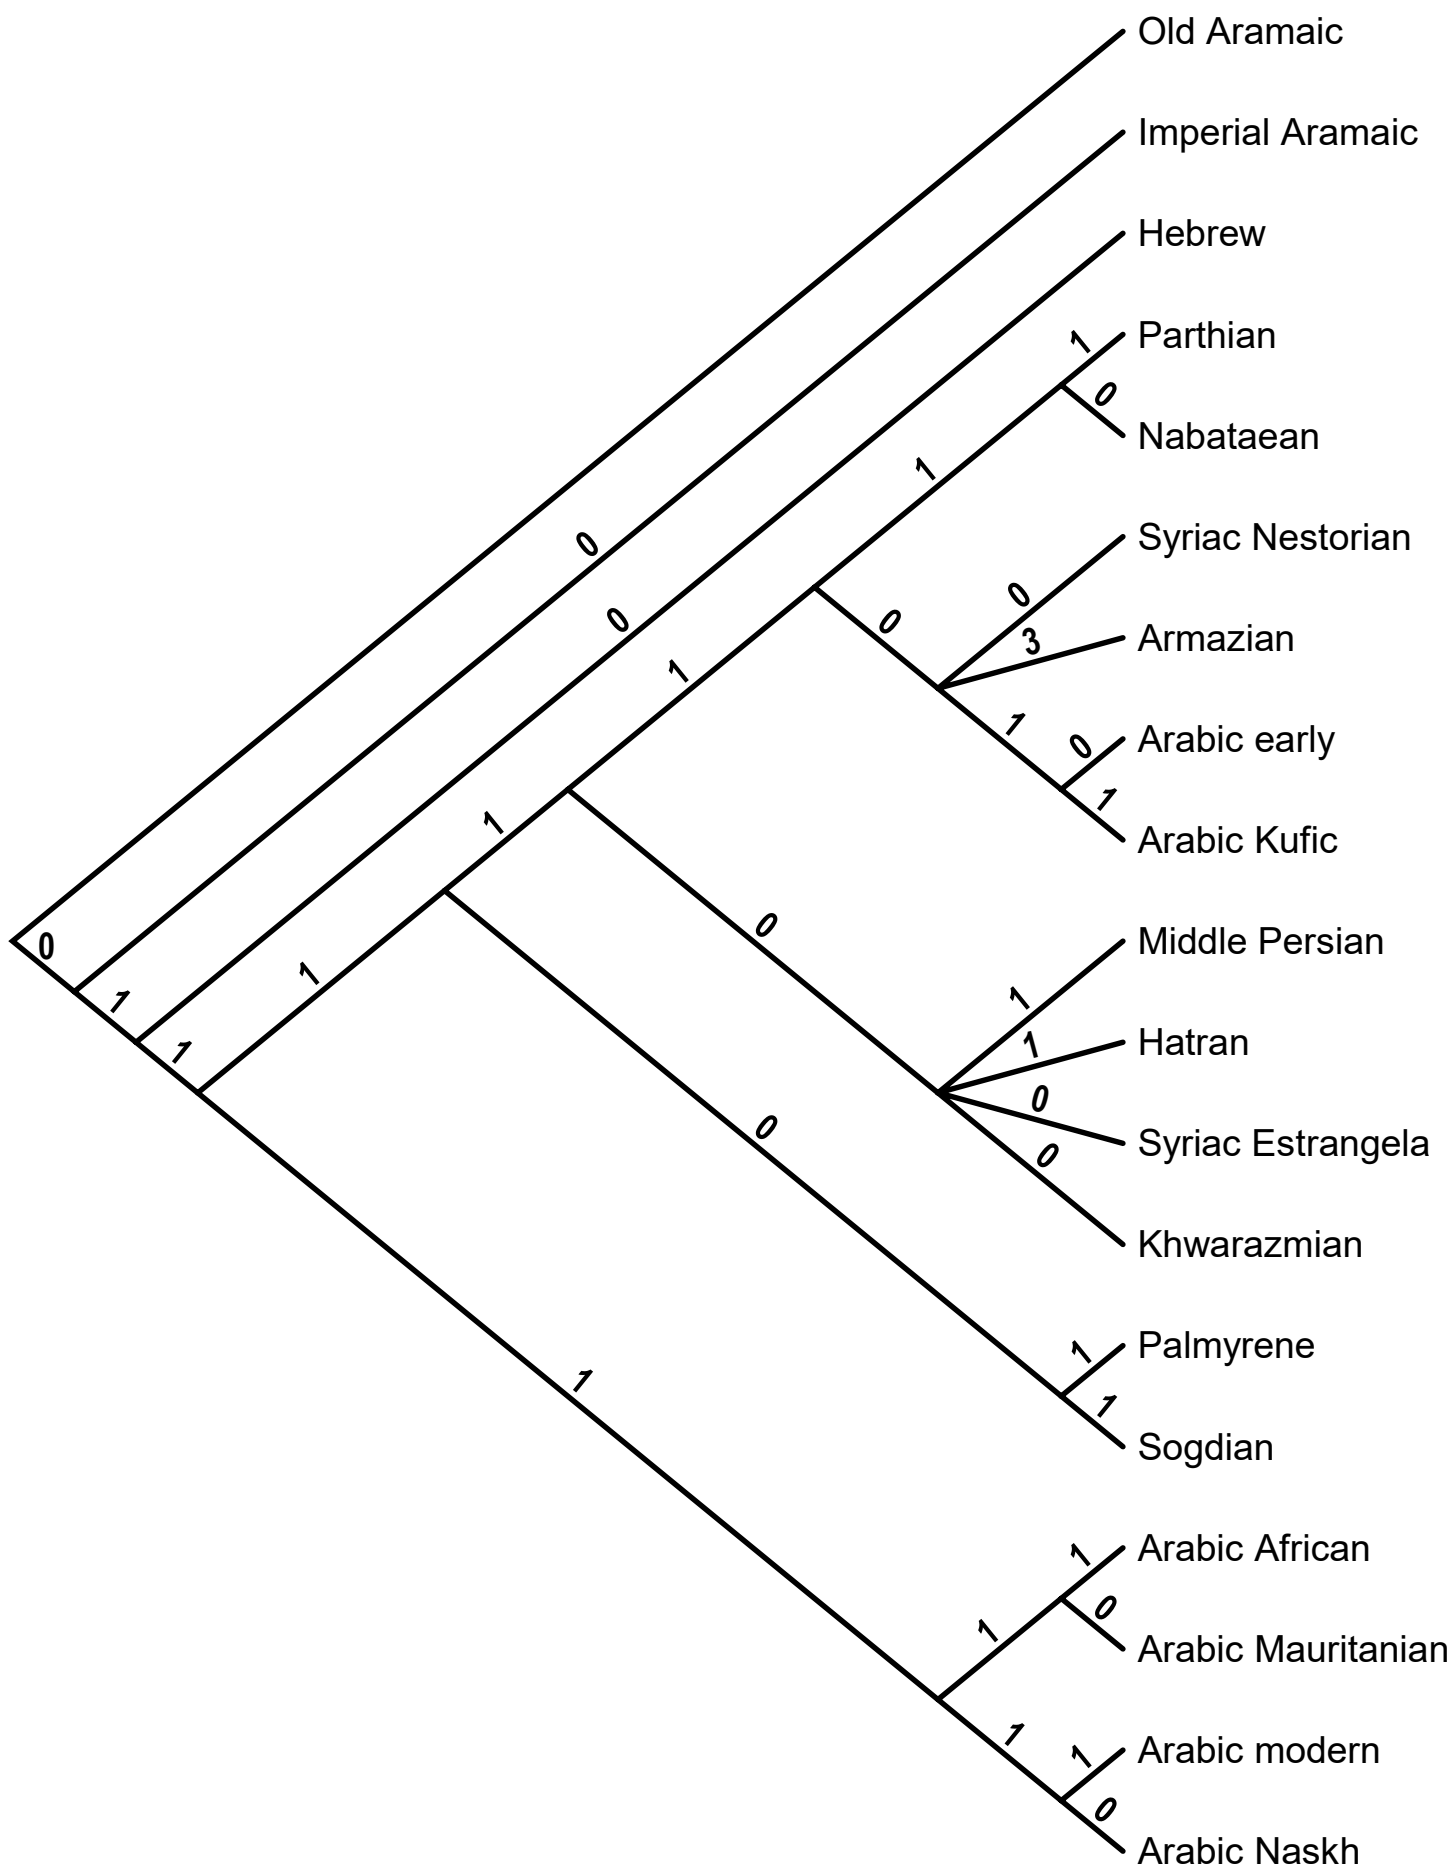 Old Aramaic
Imperial Aramaic
Hebrew
1
Parthian
0
Nabataean
1
Syriac Nestorian
0
0
0
3
Armazian
0
1
1
0
Arabic early
1
Arabic Kufic
1
0
Middle Persian
0
1
1
1
Hatran
1
0
Syriac Estrangela
0
0
Khwarazmian
1
Palmyrene
1
1
Sogdian
1
Arabic African
0
1
Arabic Mauritanian
1
1
Arabic modern
0
Arabic Naskh